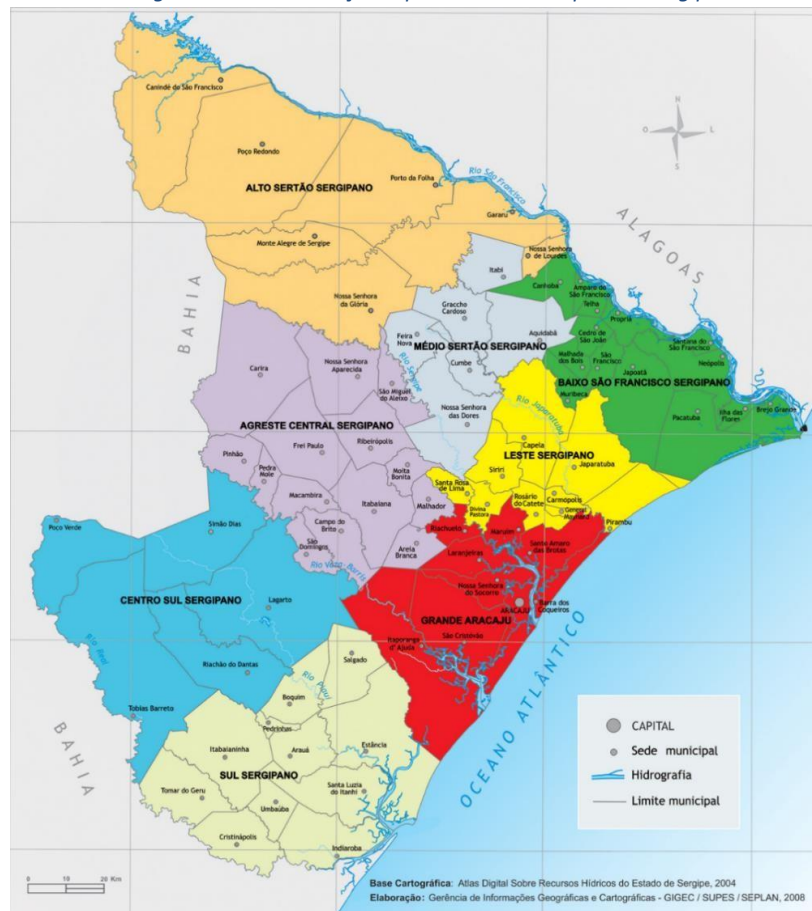 Canindé do São Francisco
Poço Redondo
ALTO SERTÃO SERGIPANO
Porto da Folha
Rio São Francisco
Gararu
N
O
L
S
ALAGOAS
Monte Alegre de Sergipe
Nossa Senhora
de Lourdes
Itabi
BAHIA
Nossa Senhora
da Glória
Canhoba
Amparo do
São Francisco
Telha
Graccho
Cardoso
Propriá
Feira
Nova
Aquidabã
Cedro de
São João
MÉDIO SERTÃO SERGIPANO
Santana do
São Francisco
Cumbe
Rio Sergipe
Malhada
dos Bois
São
Francisco
Neópolis
Japoatã
BAIXO SÃO FRANCISCO SERGIPANO
Carira
Nossa Senhora
Aparecida
São Miguel
do Aleixo
Muribeca
Nossa Senhora
das Dores
Rio Japaratuba
Pacatuba
Ilha das
Flores
Brejo Grande
AGRESTE CENTRAL SERGIPANO
Capela
LESTE SERGIPANO
Frei Paulo
Ribeirópolis
Pinhão
Pedra
Mole
Moita
Bonita
Siriri
Japaratuba
Santa Rosa
de Lima
Macambira
Itabaiana
Malhador
Divina
Pastora
Rosário
do Catete
Carmópolis
General
Maynard
Pirambu
Poço Verde
Simão Dias
Campo do
Brito
São
Domingos
Areia
Branca
Riachuelo
Maruim
Santo Amaro
das Brotas
Laranjeiras
Rio Vaza-Barris
Nossa Senhora
do Socorro
CENTRO SUL SERGIPANO
Lagarto
ARACAJU
Barra dos
Coqueiros
GRANDE ARACAJU
São Cristóvão
Itaporanga
d' Ajuda
Rio Real
Riachão do Dantas
Salgado
Rio Piauí
OCEANO ATLÂNTICO
Tobias Barreto
Boquim
Pedrinhas
BAHIA
Itabaianinha
Arauá
Estância
SUL SERGIPANO
Tomar do Geru
Santa Luzia
do Itanhi
Umbaúba
Cristinápolis
Indiaroba
CAPITAL
Sede municipal
Hidrografia
Limite municipal
0 10 20 Km
Base Cartográfica: Atlas Digital Sobre Recursos Hídricos do Estado de Sergipe, 2004
Elaboração: Gerência de Informações Geográficas e Cartográficas - GIGEC / SUPES / SEPLAN, 2008